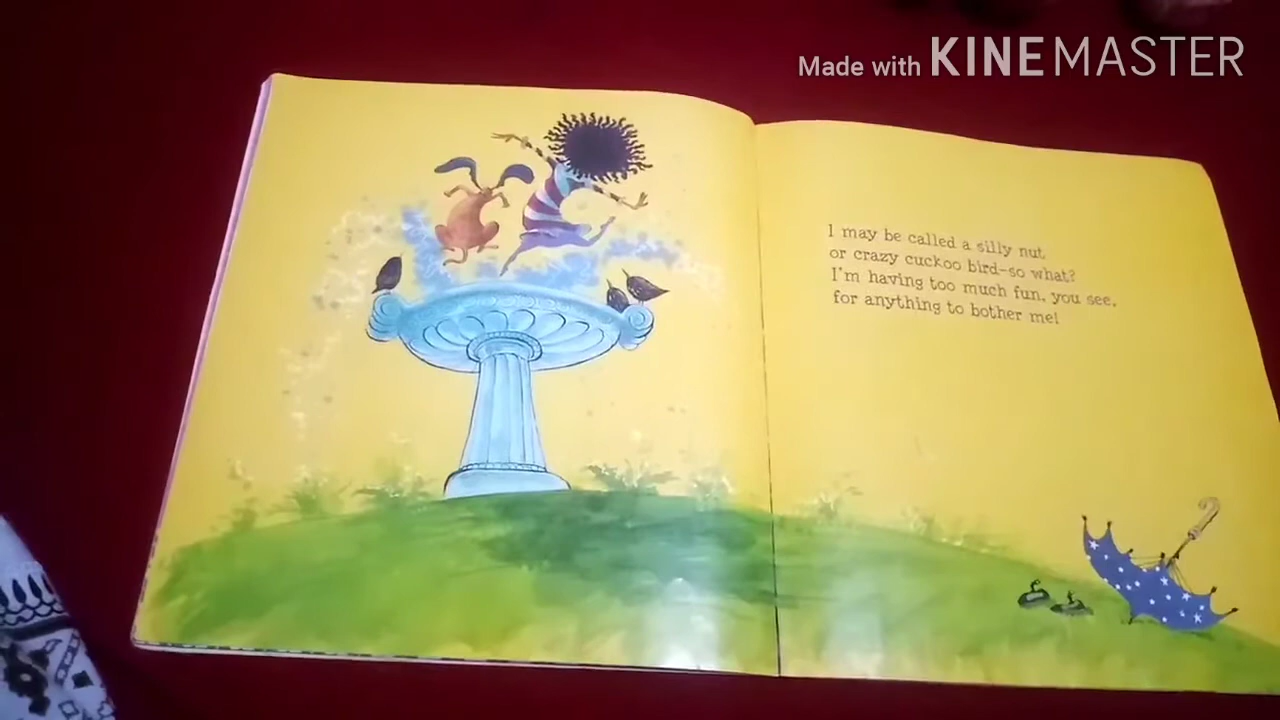 Made with KINEMASTER
I may be called a silly nut
or crazy cuckoo bird—so what?
I'm having too much fun, you see,
for anything to bother me!